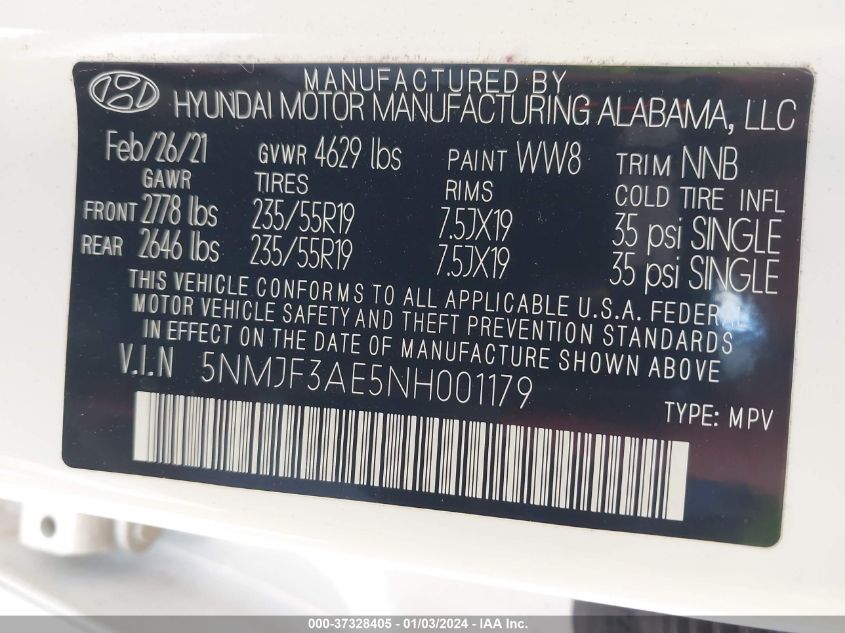 MANUFACTURED BY
HYUNDAI MOTOR MANUFACTURING ALABAMA, LLC
Feb/26/21 GVWR 4629 lbs PAINT WW8 TRIM NNB
GAWR TIRES RIMS COLD TIRE INFL
FRONT 2778 lbs 235/55R19 7.5JX19 35 psi SINGLE
REAR 2646 lbs 235/55R19 7.5JX19 35 psi SINGLE
THIS VEHICLE CONFORMS TO ALL APPLICABLE U.S.A. FEDERAL
MOTOR VEHICLE SAFETY AND THEFT PREVENTION STANDARDS
IN EFFECT ON THE DATE OF MANUFACTURE SHOWN ABOVE
V.I.N 5NMJF3AE5NH001179
TYPE: MPV
000-37328405 - 01/03/2024 - IAA Inc.